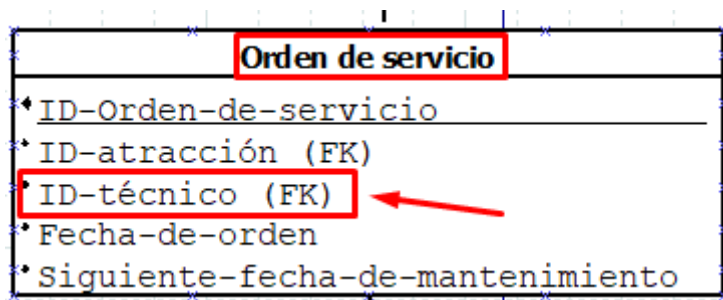 Orden de servicio
ID-Orden-de-servicio
ID-atracción (FK)
ID-técnico (FK)
Fecha-de-orden
Siguiente-fecha-de-mantenimiento